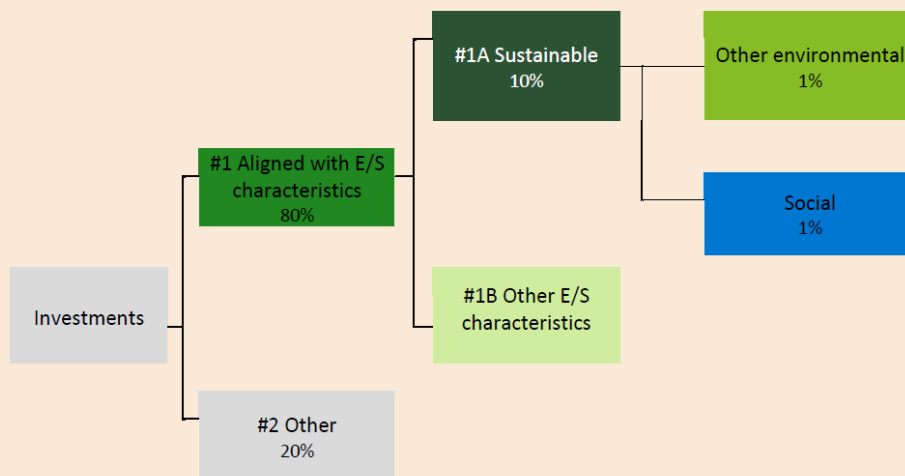 #1A Sustainable
10%
Other environmental
1%
#1 Aligned with E/S
characteristics
80%
Social
1%
Investments
#1B Other E/S
characteristics
#2 Other
20%